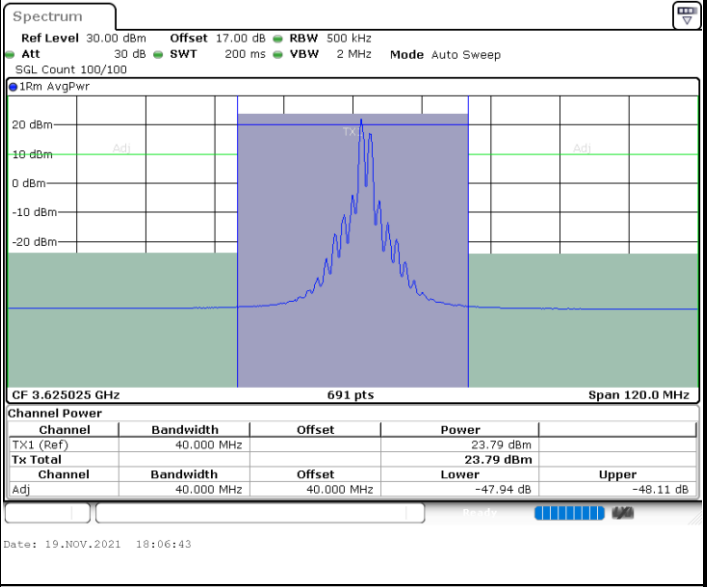 Spectrum
Ref Level 30.00 dBm Offset 17.00 dB RBW 500 kHz
Att 30 dB SWT 200 ms VBW 2 MHz Mode Auto Sweep
SGL Count 100/100
1Rm AvgPwr
20 dBm
TX1
Adj Adj
10 dBm
0 dBm
-10 dBm
-20 dBm
CF 3.625025 GHz 691 pts Span 120.0 MHz
Channel Power
Channel Bandwidth Offset Power
TX1 (Ref) 40.000 MHz 23.79 dBm
Tx Total 23.79 dBm
Channel Bandwidth Offset Lower Upper
Adj 40.000 MHz 40.000 MHz -47.94 dB -48.11 dB
Ready
Date: 19.NOV.2021 18:06:43